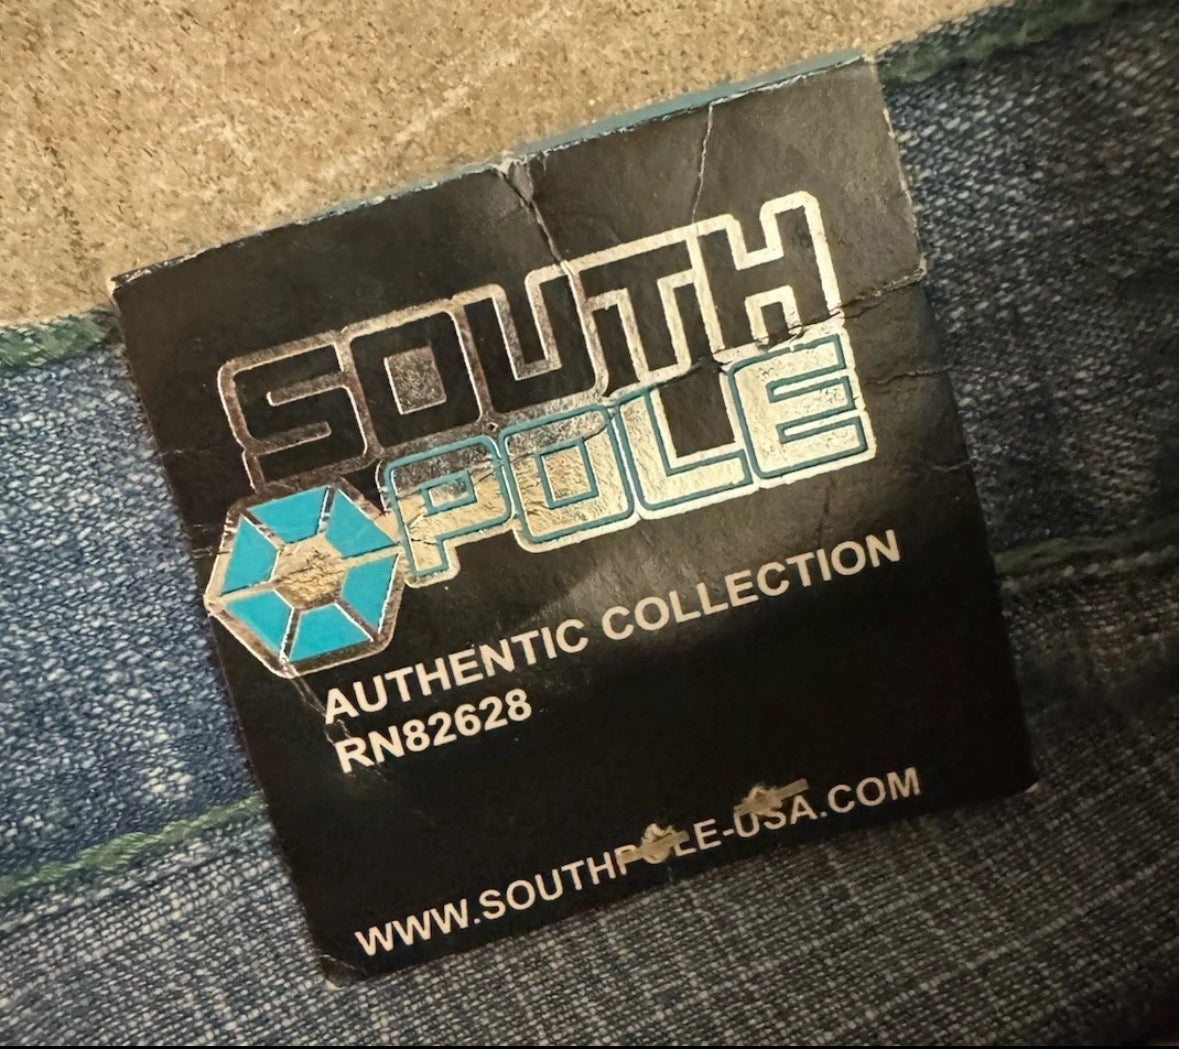 SOUTH
POLE
AUTHENTIC COLLECTION
RN82628
WWW.SOUTHPOLE-USA.COM